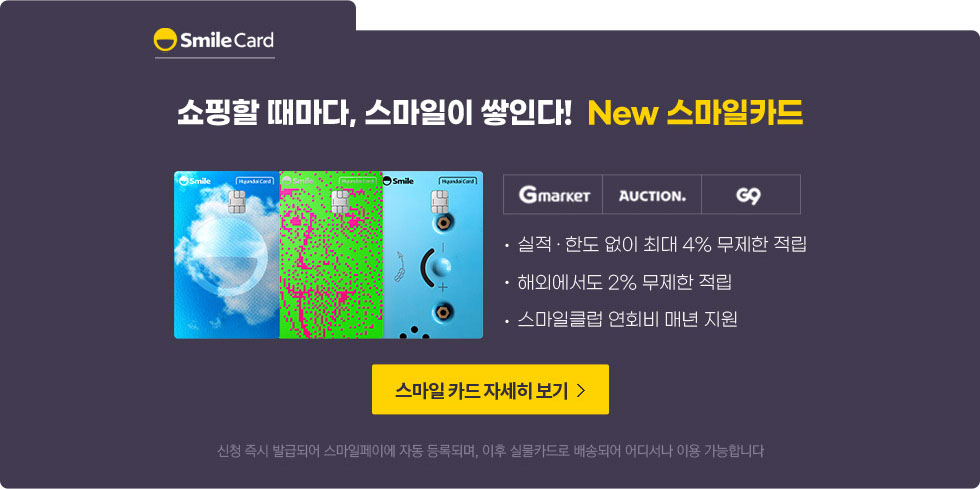 Smile Card
쇼핑할 때마다, 스마일이 쌓인다! New 스마일카드
Smile HyundaiCard Smile HyundaiCard Smile HyundaiCard
Gmarket AUCTION. G9
· 실적 · 한도 없이 최대 4% 무제한 적립
· 해외에서도 2% 무제한 적립
· 스마일클럽 연회비 매년 지원
스마일 카드 자세히 보기 >
신청 즉시 발급되어 스마일페이에 자동 등록되며, 이후 실물카드로 배송되어 어디서나 이용 가능합니다